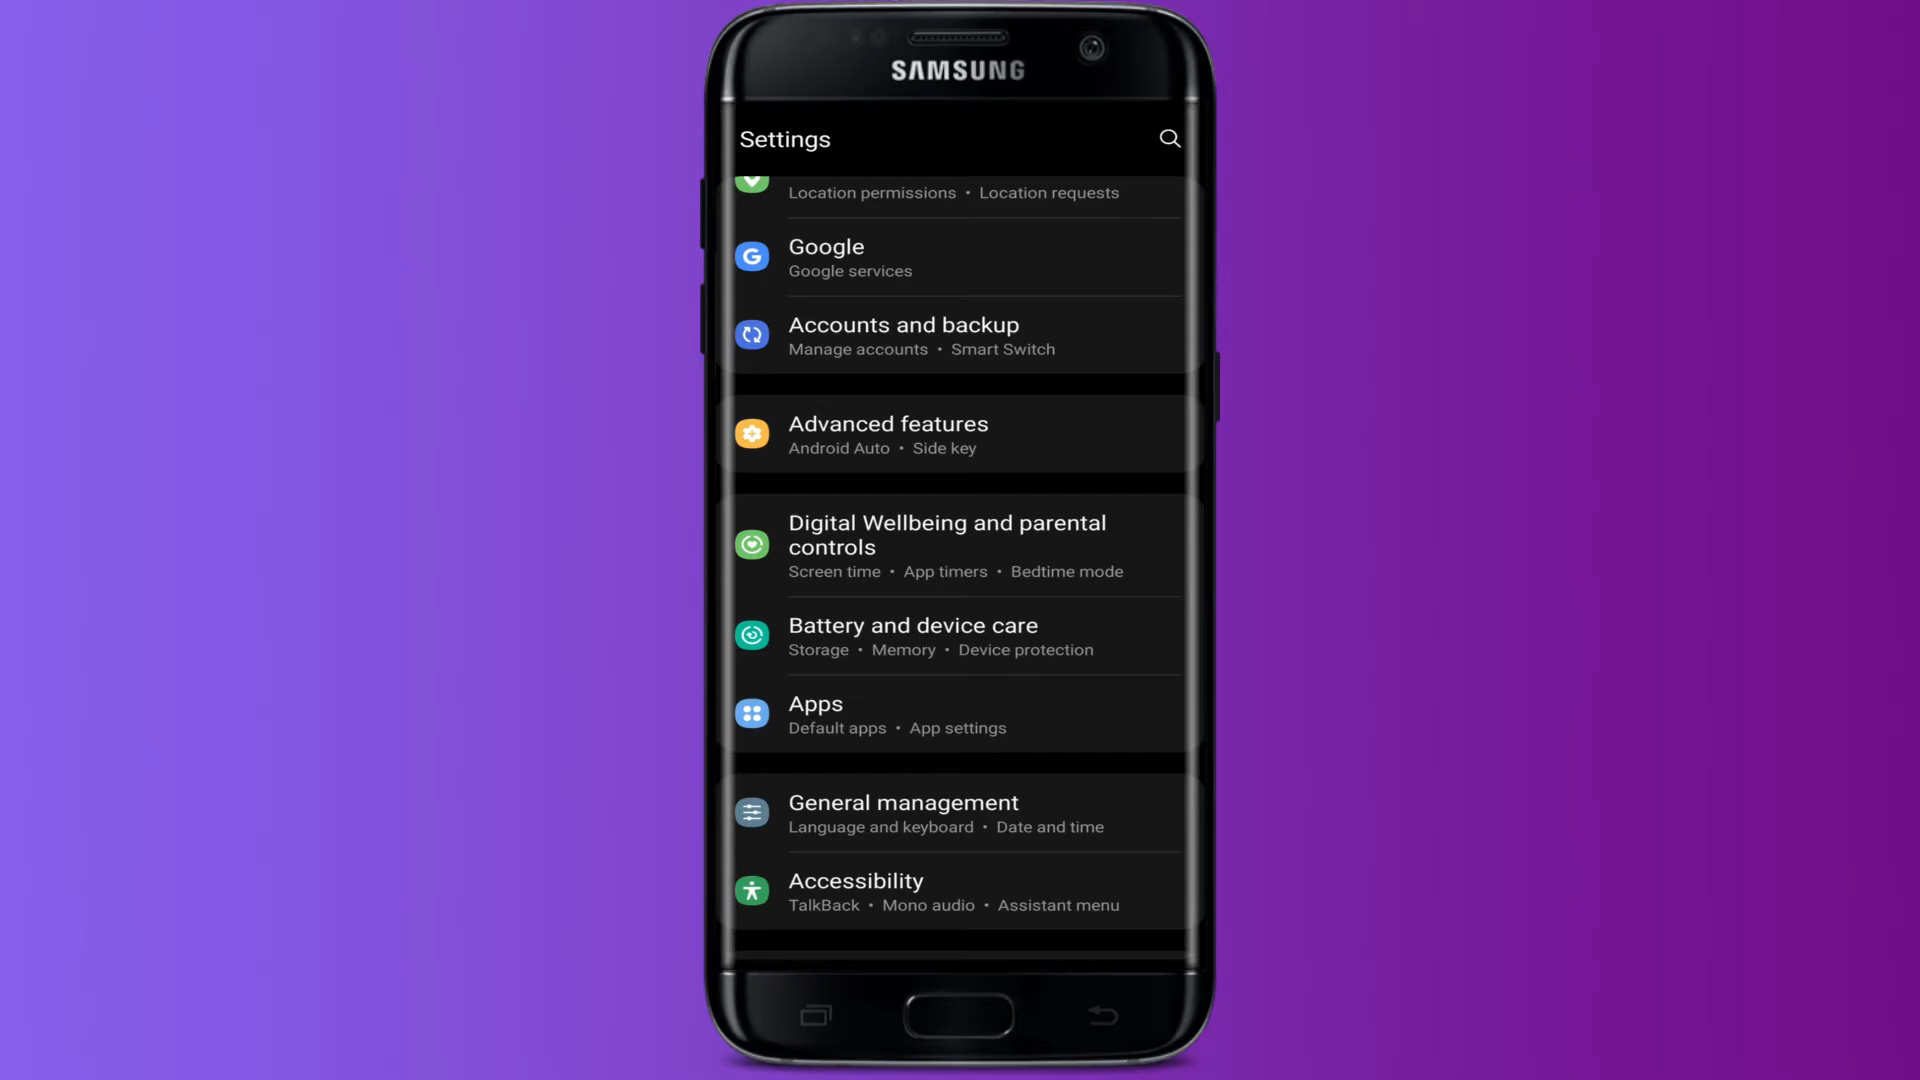 SAMSUNG
Settings
Location permissions • Location requests
Google
Google services
Accounts and backup
Manage accounts • Smart Switch
Advanced features
Android Auto • Side key
Digital Wellbeing and parental
controls
Screen time • App timers • Bedtime mode
Battery and device care
Storage • Memory • Device protection
Apps
Default apps • App settings
General management
Language and keyboard • Date and time
Accessibility
TalkBack • Mono audio • Assistant menu